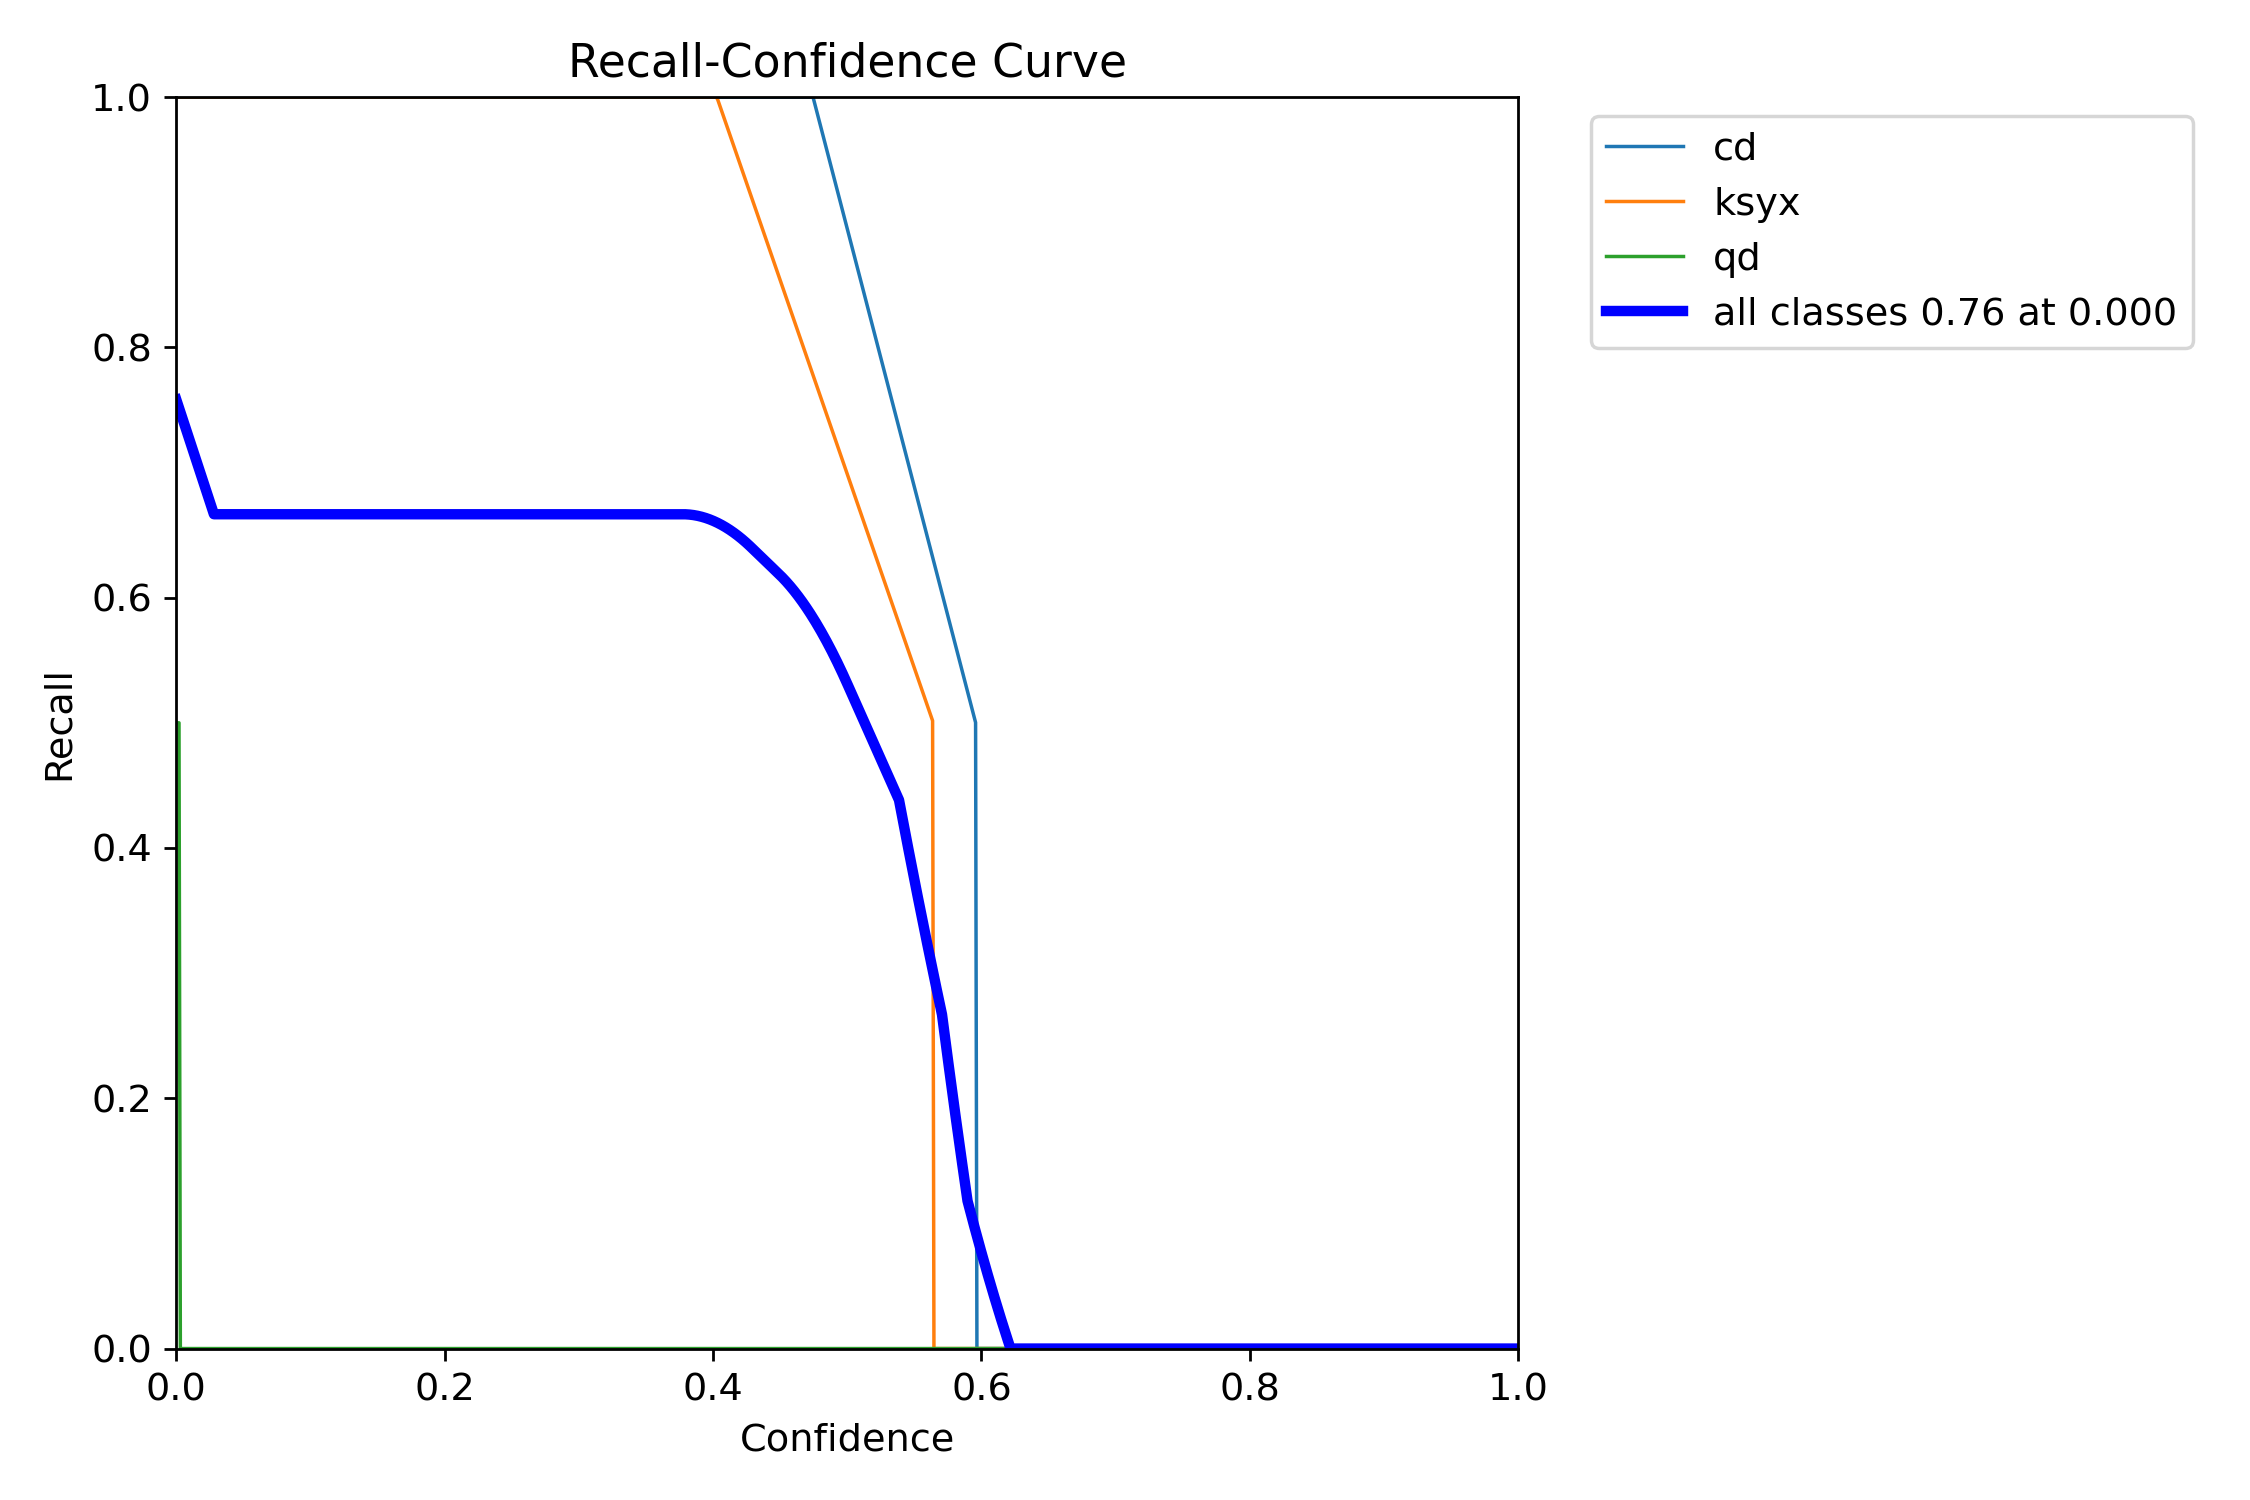 Recall-Confidence Curve
1.0
0.8
0.6
0.4
0.2
0.0
Recall
0.0 0.2 0.4 0.6 0.8 1.0
Confidence
cd
ksyx
qd
all classes 0.76 at 0.000